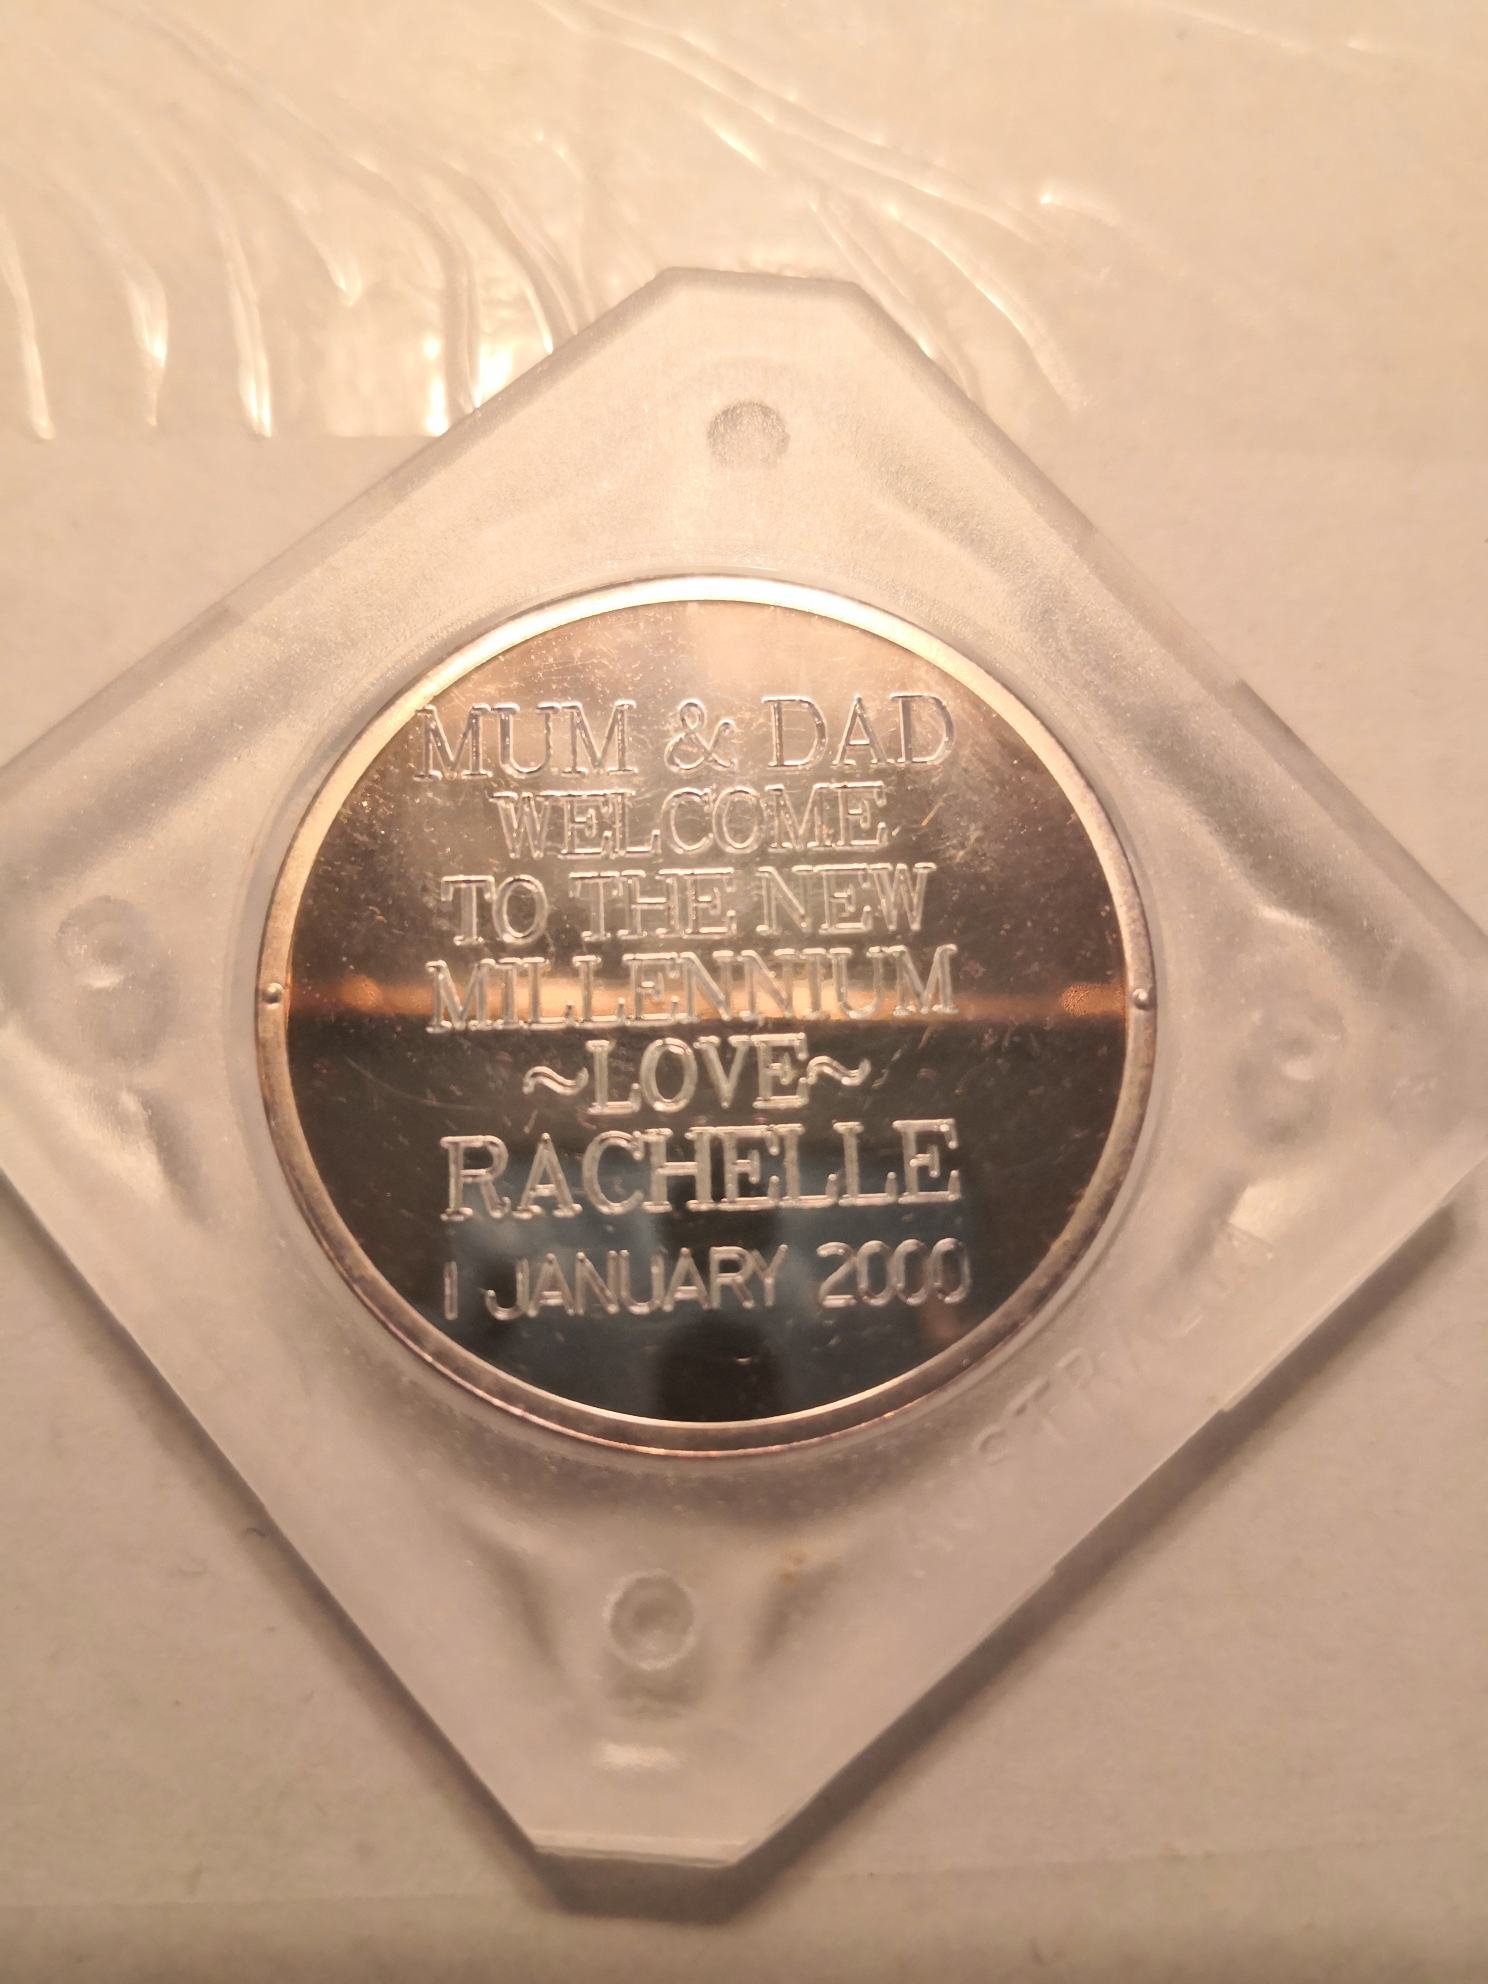 MUM & DAD
WELCOME
TO THE NEW
MILLENNIUM
~LOVE~
RACHELLE
1 JANUARY 2000